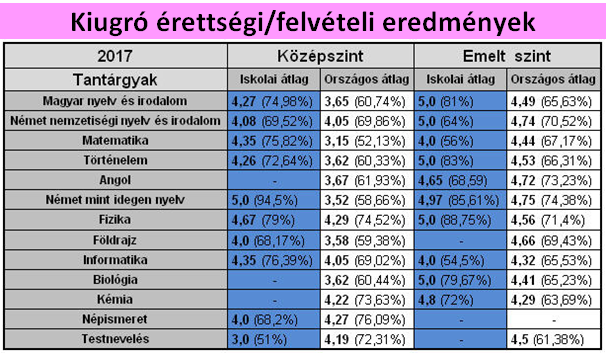 Kiugró érettségi/felvételi eredmények
2017 Középszint Emelt szint
Tantárgyak Iskolai átlag Országos átlag Iskolai átlag Országos átlag
Magyar nyelv és irodalom 4,27 (74,98%) 3,65 (60,74%) 5,0 (81%) 4,49 (65,63%)
Német nemzetiségi nyelv és irodalom 4,08 (69,52%) 4,05 (69,86%) 5,0 (64%) 4,74 (70,52%)
Matematika 4,35 (75,82%) 3,15 (52,13%) 4,0 (56%) 4,44 (67,17%)
Történelem 4,26 (72,64%) 3,62 (60,33%) 5,0 (83%) 4,53 (66,31%)
Angol - 3,67 (61,93%) 4,65 (68,59) 4,72 (73,23%)
Német mint idegen nyelv 5,0 (94,5%) 3,52 (58,66%) 4,97 (85,61%) 4,75 (74,38%)
Fizika 4,67 (79%) 4,29 (74,52%) 5,0 (88,75%) 4,56 (71,4%)
Földrajz 4,0 (68,17%) 3,58 (59,38%) - 4,66 (69,43%)
Informatika 4,35 (76,39%) 4,05 (69,02%) 4,0 (54,5%) 4,32 (65,53%)
Biológia - 3,62 (60,44%) 5,0 (79,67%) 4,41 (65,23%)
Kémia - 4,22 (73,63%) 4,8 (72%) 4,29 (63,69%)
Népismeret 4,0 (68,2%) 4,27 (76,09%) - -
Testnevelés 3,0 (51%) 4,19 (72,31%) - 4,5 (61,38%)